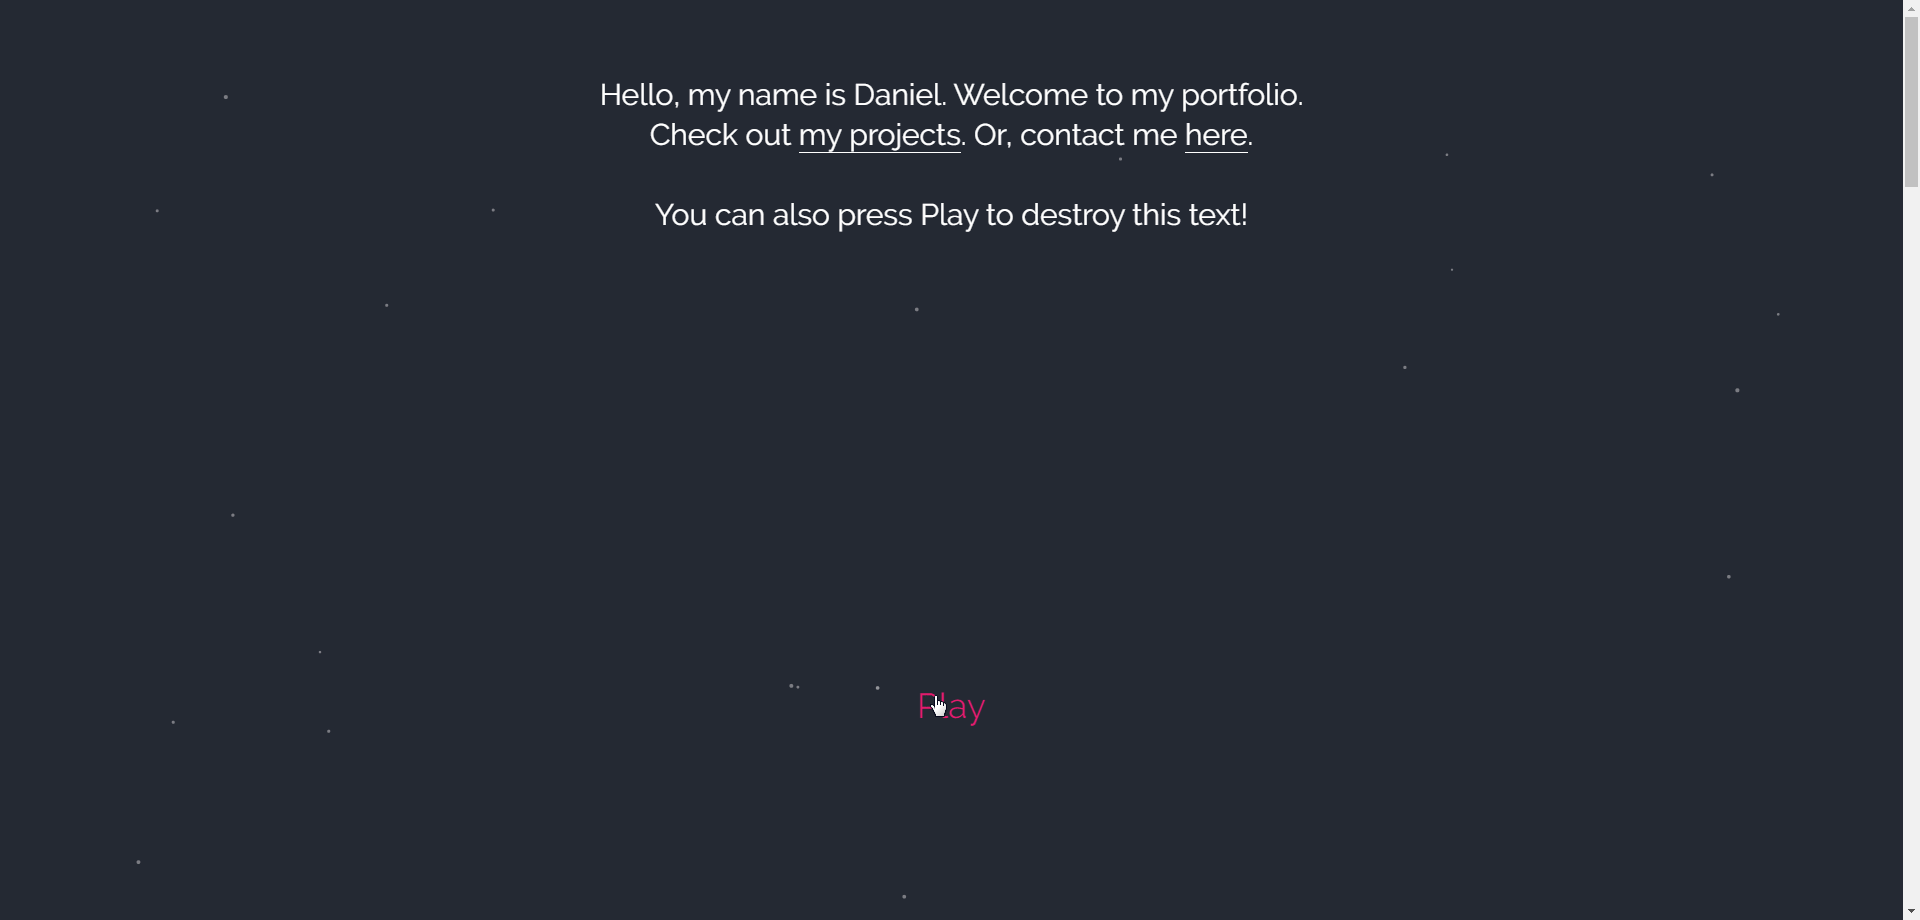 Hello, my name is Daniel. Welcome to my portfolio.
Check out my projects. Or, contact me here.
You can also press Play to destroy this text!
Play